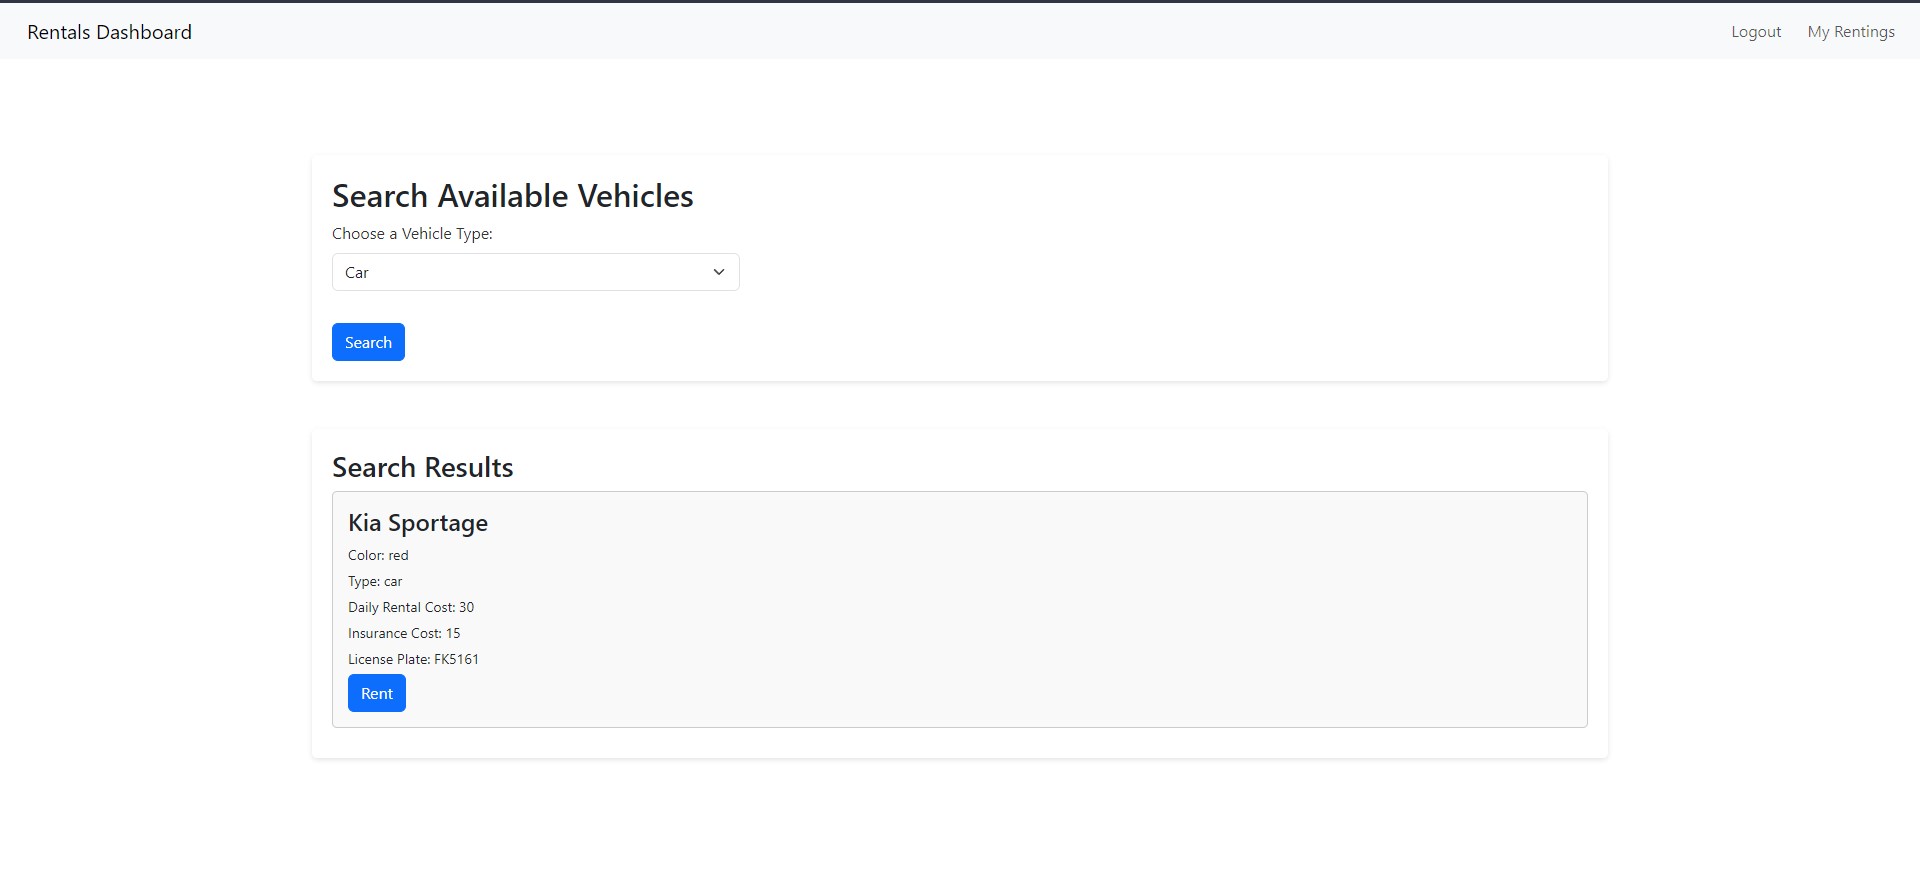 Rentals Dashboard
Logout
My Rentings
Search Available Vehicles
Choose a Vehicle Type:
Car
Search
Search Results
Kia Sportage
Color: red
Type: car
Daily Rental Cost: 30
Insurance Cost: 15
License Plate: FK5161
Rent